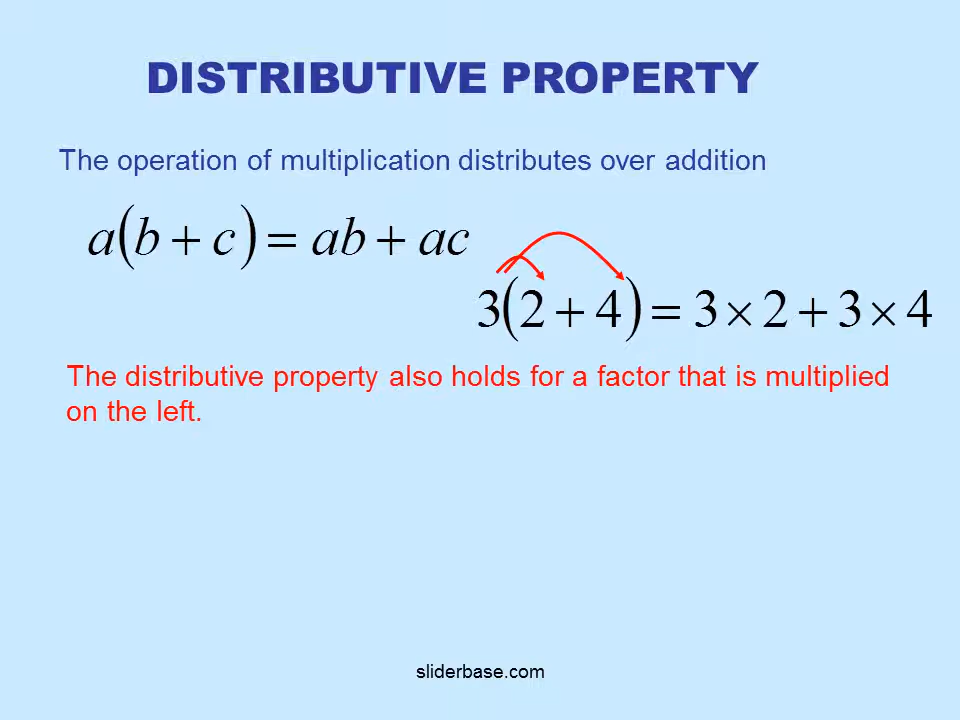 DISTRIBUTIVE PROPERTY
The operation of multiplication distributes over addition
a(b + c) = ab + ac
3(2 + 4) = 3 × 2 + 3 × 4
The distributive property also holds for a factor that is multiplied
on the left.
sliderbase.com